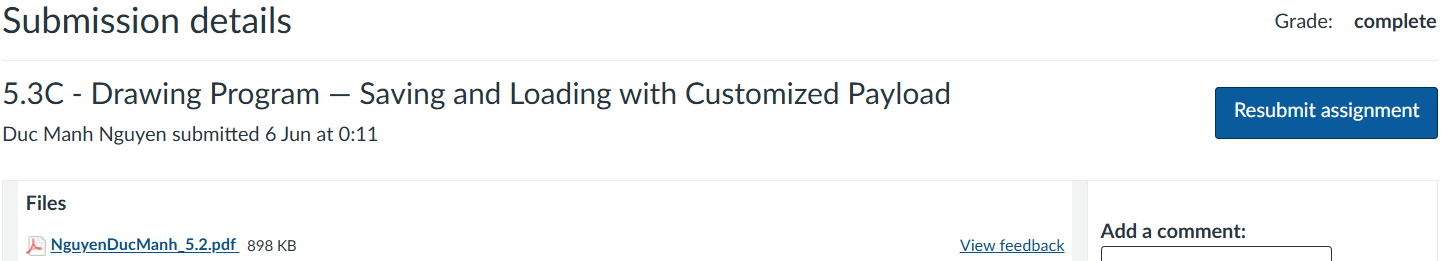 Submission details
Grade: complete
5.3C - Drawing Program — Saving and Loading with Customized Payload
Resubmit assignment
Duc Manh Nguyen submitted 6 Jun at 0:11
Files
Add a comment:
NguyenDucManh_5.2.pdf 898 KB View feedback